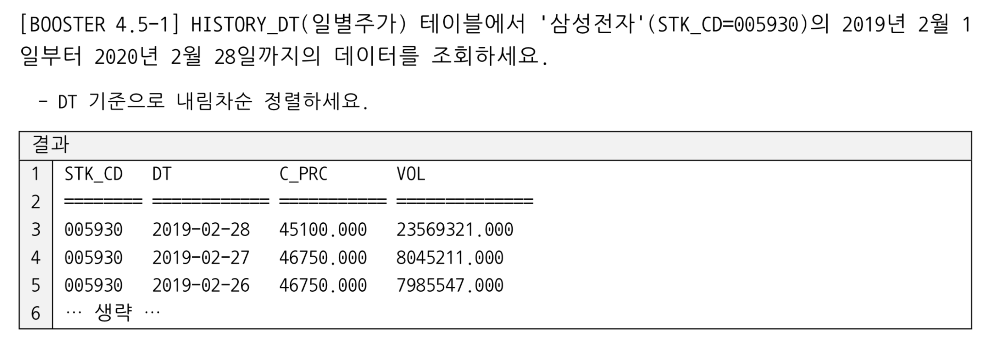 [BOOSTER 4.5-1] HISTORY_DT(일별주가) 테이블에서 '삼성전자'(STK_CD=005930)의 2019년 2월 1
일부터 2020년 2월 28일까지의 데이터를 조회하세요.
- DT 기준으로 내림차순 정렬하세요.
결과
1 STK_CD DT C_PRC VOL
2 ======== ============ =========== ==============
3 005930 2019-02-28 45100.000 23569321.000
4 005930 2019-02-27 46750.000 8045211.000
5 005930 2019-02-26 46750.000 7985547.000
6 … 생략 …